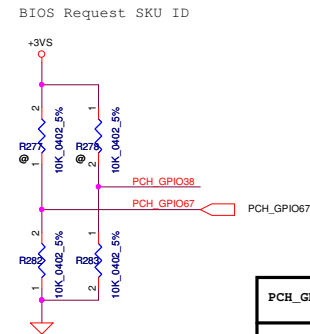 BIOS Request SKU ID
+3VS
2
1
R277
@
10K_0402_5%
R278
@
10K_0402_5%
1
2
PCH_GPIO38
PCH_GPIO67
PCH_GPIO67
2
1
R282
10K_0402_5%
R283
10K_0402_5%
1
2
PCH_GP